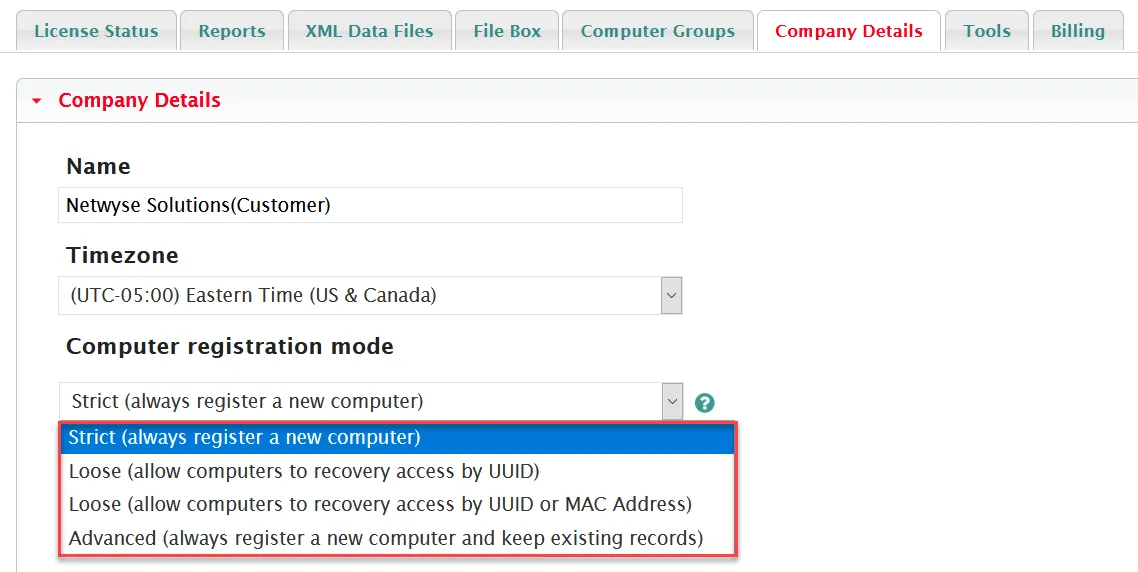 License Status Reports XML Data Files File Box Computer Groups Company Details Tools Billing
Company Details
Name
Netwyse Solutions(Customer)
Timezone
(UTC-05:00) Eastern Time (US & Canada)
Computer registration mode
Strict (always register a new computer)
?
Strict (always register a new computer)
Loose (allow computers to recovery access by UUID)
Loose (allow computers to recovery access by UUID or MAC Address)
Advanced (always register a new computer and keep existing records)